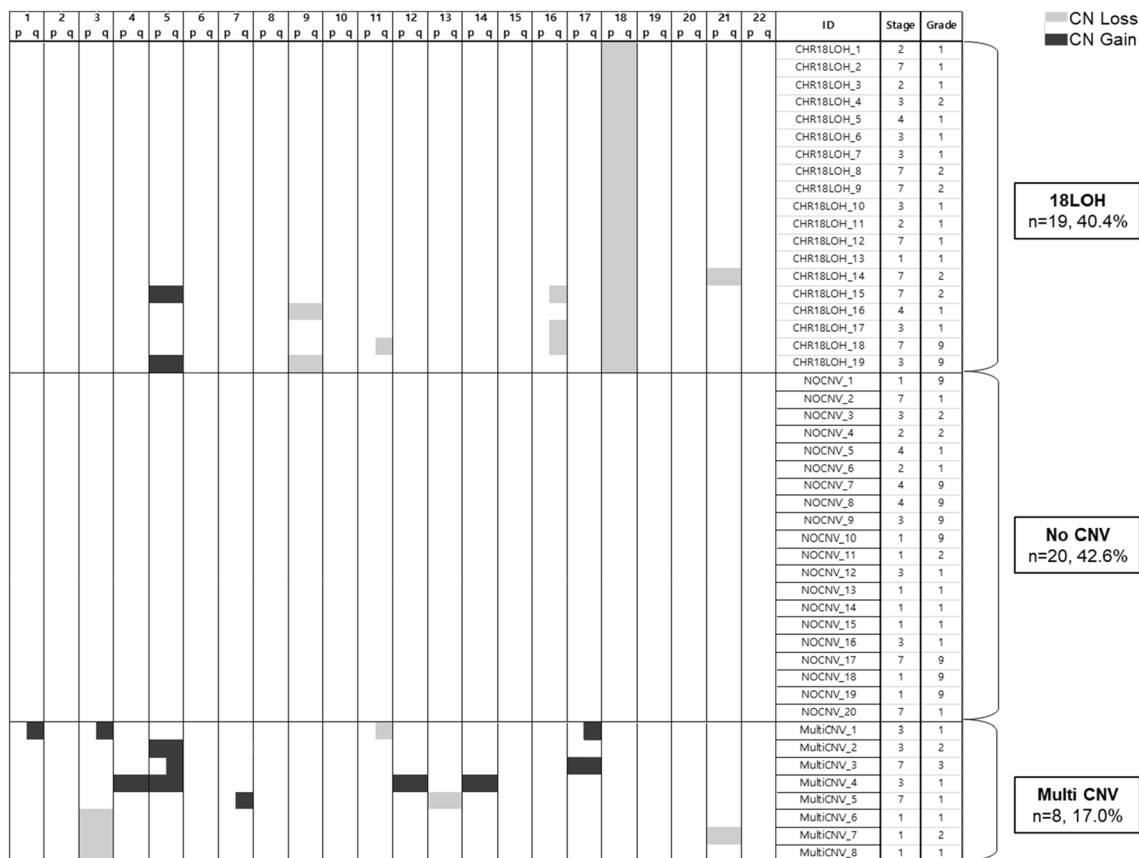 1 2 3 4 5 6 7 8 9 10 11 12 13 14 15 16 17 18 19 20 21 22 ID Stage Grade
p q p q p q p q p q p q p q p q p q p q p q p q p q p q p q p q p q p q p q p q p q p q
CN Loss
CN Gain
CHR18LOH_1 2 1
CHR18LOH_2 7 1
CHR18LOH_3 2 1
CHR18LOH_4 3 2
CHR18LOH_5 4 1
CHR18LOH_6 3 1
CHR18LOH_7 3 1
CHR18LOH_8 7 2
CHR18LOH_9 7 2
CHR18LOH_10 3 1
CHR18LOH_11 2 1
CHR18LOH_12 7 1
CHR18LOH_13 1 1
CHR18LOH_14 7 2
CHR18LOH_15 7 2
CHR18LOH_16 4 1
CHR18LOH_17 3 1
CHR18LOH_18 7 9
CHR18LOH_19 3 9
18LOH
n=19, 40.4%
NOCNV_1 1 9
NOCNV_2 7 1
NOCNV_3 3 2
NOCNV_4 2 2
NOCNV_5 4 1
NOCNV_6 2 1
NOCNV_7 4 9
NOCNV_8 4 9
NOCNV_9 3 9
NOCNV_10 1 9
NOCNV_11 1 2
NOCNV_12 3 1
NOCNV_13 1 1
NOCNV_14 1 1
NOCNV_15 1 1
NOCNV_16 3 1
NOCNV_17 7 9
NOCNV_18 1 9
NOCNV_19 1 9
NOCNV_20 7 1
No CNV
n=20, 42.6%
MultiCNV_1 3 1
MultiCNV_2 3 2
MultiCNV_3 7 3
MultiCNV_4 3 1
MultiCNV_5 7 1
MultiCNV_6 1 1
MultiCNV_7 1 2
MultiCNV_8 1 1
Multi CNV
n=8, 17.0%